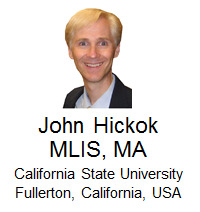 John Hickok
MLIS, MA
California State University
Fullerton, California, USA